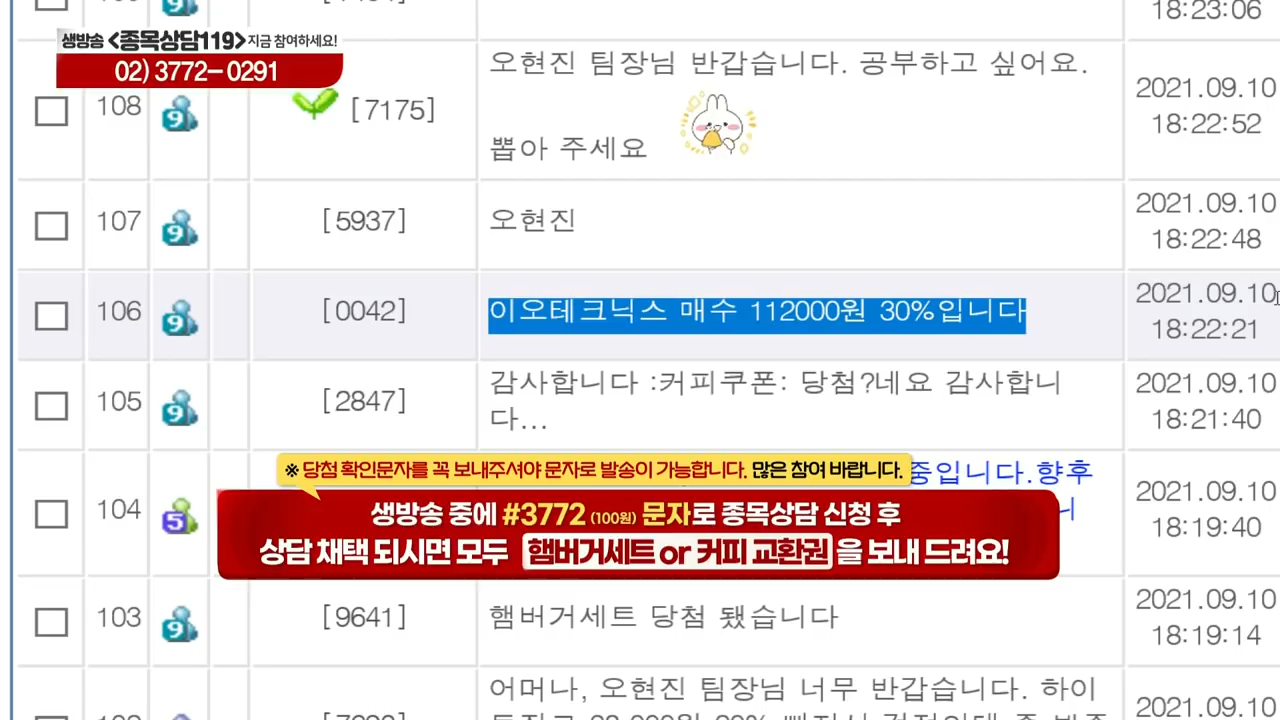 생방송 <종목상담119> 지금 참여하세요!
02) 3772-0291
18:23:06
108
[7175]
오현진 팀장님 반갑습니다. 공부하고 싶어요.
뽑아 주세요
2021.09.10
18:22:52
107
[5937]
오현진
2021.09.10
18:22:48
106
[0042]
이오테크닉스 매수 112000원 30%입니다
2021.09.10
18:22:21
105
[2847]
감사합니다 :커피쿠폰: 당첨?네요 감사합니
다...
2021.09.10
18:21:40
※ 당첨 확인문자를 꼭 보내주셔야 문자로 발송이 가능합니다. 많은 참여 바랍니다.
중입니다.향후
104
2021.09.10
18:19:40
생방송 중에 #3772 (100원) 문자로 종목상담 신청 후
상담 채택 되시면 모두 햄버거세트 or 커피 교환권 을 보내 드려요!
103
[9641]
햄버거세트 당첨 됐습니다
2021.09.10
18:19:14
어머나, 오현진 팀장님 너무 반갑습니다. 하이
2021.09.10